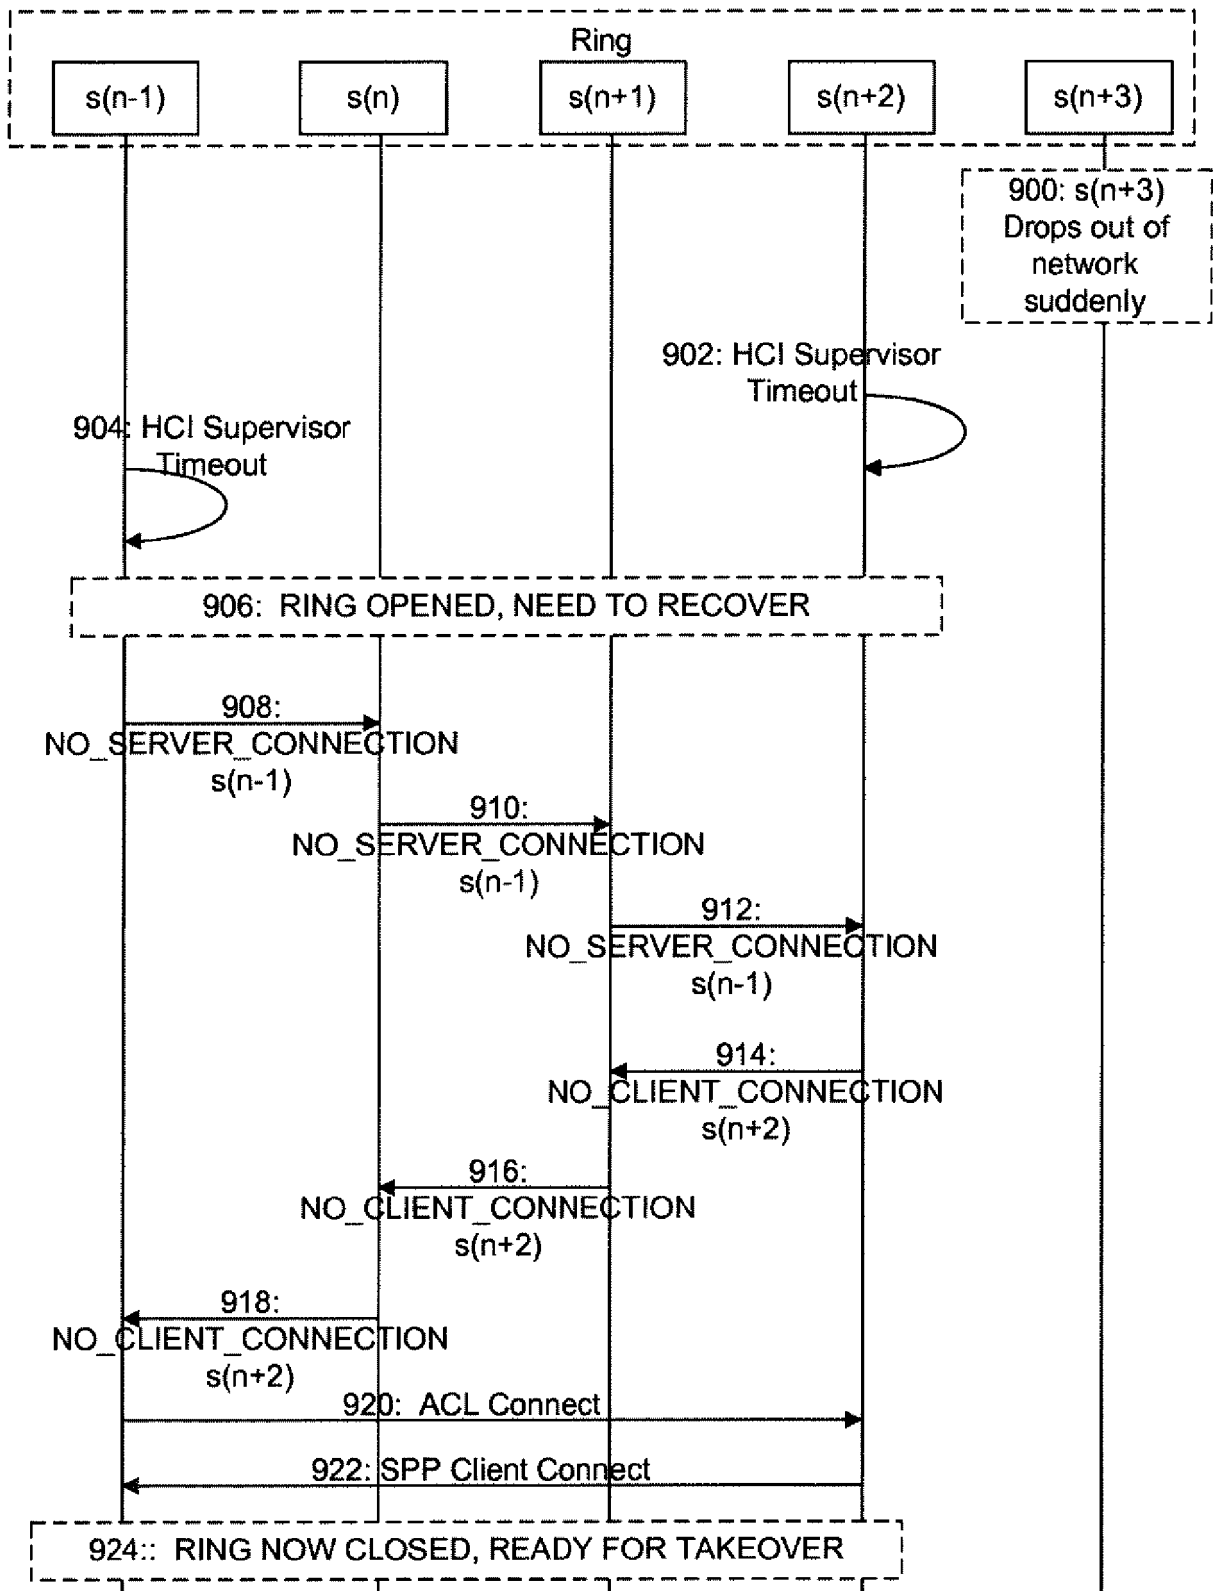 Ring
s(n-1)
s(n)
s(n+1)
s(n+2)
s(n+3)
900: s(n+3)
Drops out of
network
suddenly
902: HCI Supervisor
Timeout
904: HCI Supervisor
Timeout
906: RING OPENED, NEED TO RECOVER
908:
NO_SERVER_CONNECTION
s(n-1)
910:
NO_SERVER_CONNECTION
s(n-1)
912:
NO_SERVER_CONNECTION
s(n-1)
914:
NO_CLIENT_CONNECTION
s(n+2)
916:
NO_CLIENT_CONNECTION
s(n+2)
918:
NO_CLIENT_CONNECTION
s(n+2)
920: ACL Connect
922: SPP Client Connect
924:: RING NOW CLOSED, READY FOR TAKEOVER